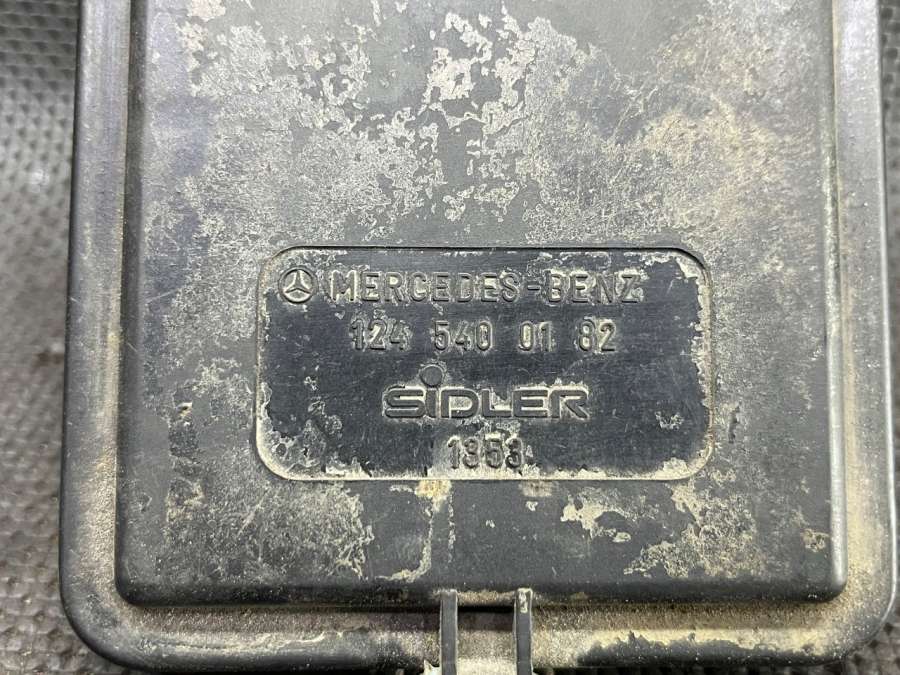 MERCEDES-BENZ
124 540 01 82
SiDLER
1353